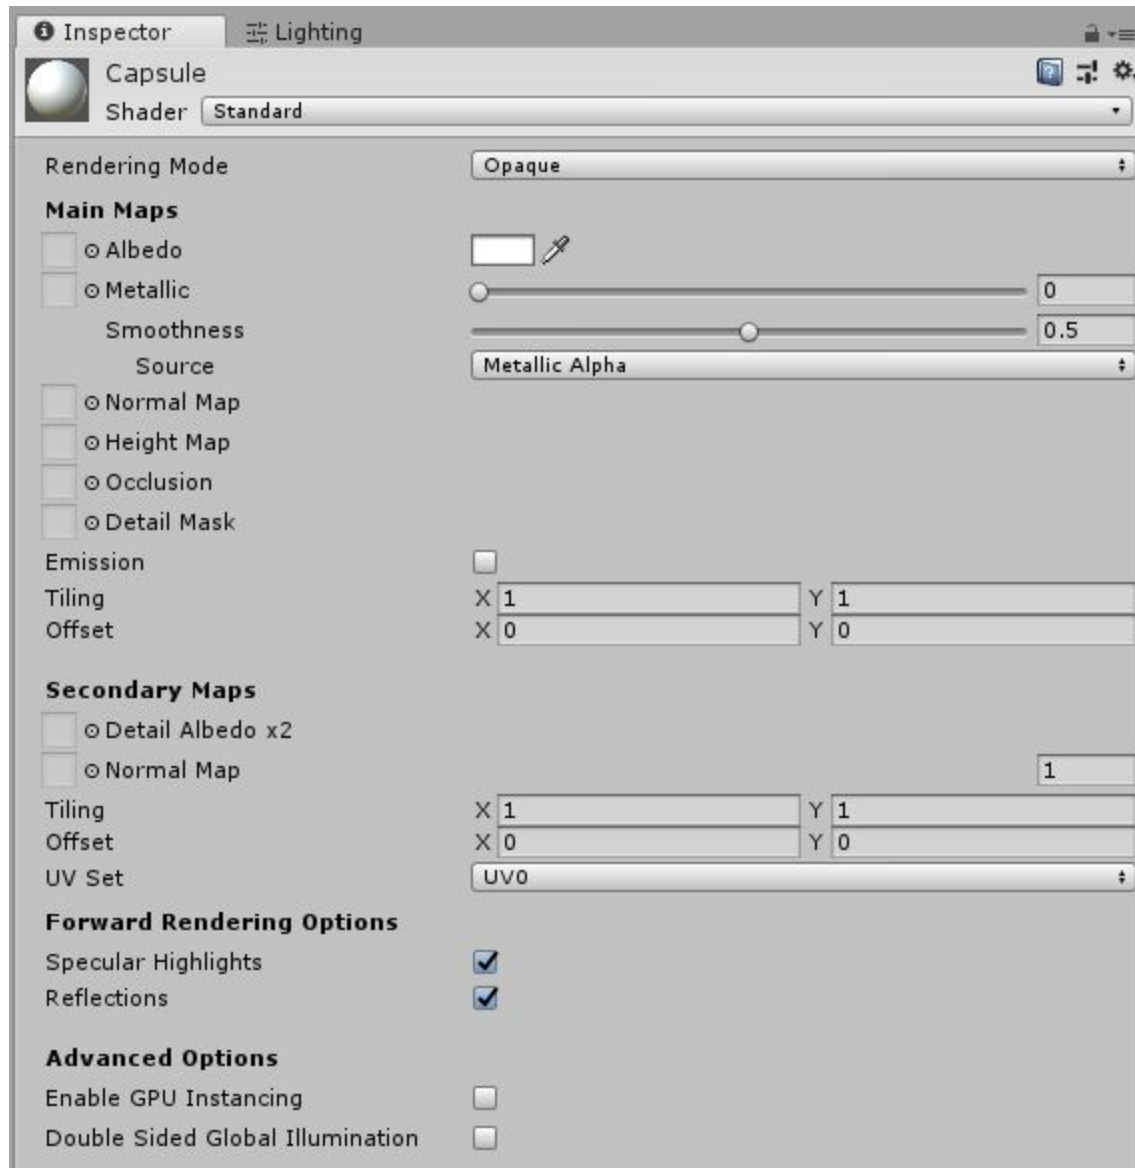 Inspector Lighting
Capsule
Shader Standard
Rendering Mode Opaque
Main Maps
Albedo
Metallic 0
Smoothness 0.5
Source Metallic Alpha
Normal Map
Height Map
Occlusion
Detail Mask
Emission
Tiling X 1 Y 1
Offset X 0 Y 0
Secondary Maps
Detail Albedo x2
Normal Map 1
Tiling X 1 Y 1
Offset X 0 Y 0
UV Set UV0
Forward Rendering Options
Specular Highlights
Reflections
Advanced Options
Enable GPU Instancing
Double Sided Global Illumination